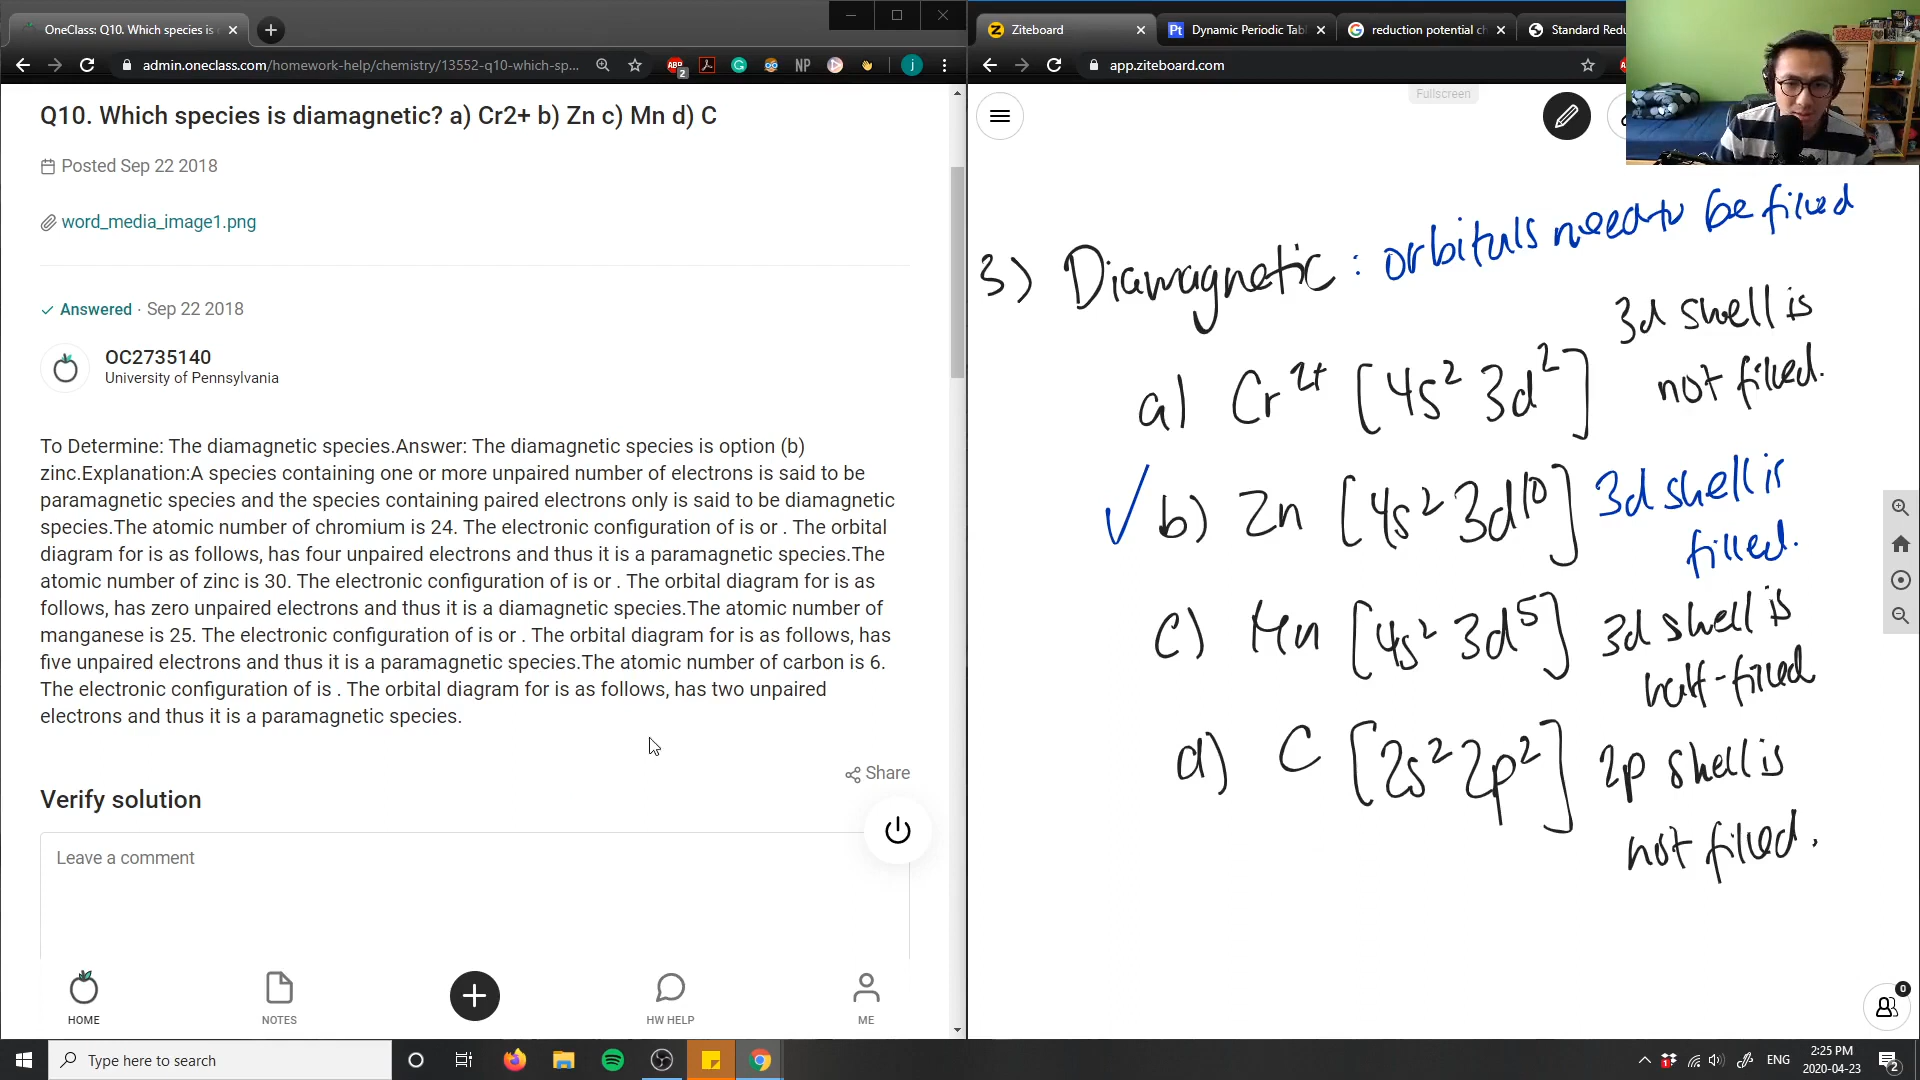 OneClass: Q10. Which species is
admin.oneclass.com/homework-help/chemistry/13552-q10-which-sp...
2
NP
j
Q10. Which species is diamagnetic? a) Cr2+ b) Zn c) Mn d) C
Posted Sep 22 2018
word_media_image1.png
Answered · Sep 22 2018
OC2735140
University of Pennsylvania
To Determine: The diamagnetic species.Answer: The diamagnetic species is option (b)
zinc.Explanation:A species containing one or more unpaired number of electrons is said to be
paramagnetic species and the species containing paired electrons only is said to be diamagnetic
species.The atomic number of chromium is 24. The electronic configuration of is or . The orbital
diagram for is as follows, has four unpaired electrons and thus it is a paramagnetic species.The
atomic number of zinc is 30. The electronic configuration of is or . The orbital diagram for is as
follows, has zero unpaired electrons and thus it is a diamagnetic species.The atomic number of
manganese is 25. The electronic configuration of is or . The orbital diagram for is as follows, has
five unpaired electrons and thus it is a paramagnetic species.The atomic number of carbon is 6.
The electronic configuration of is . The orbital diagram for is as follows, has two unpaired
electrons and thus it is a paramagnetic species.
Share
Verify solution
Leave a comment
HOME
NOTES
HW HELP
ME
Ziteboard
Pt Dynamic Periodic Tab
reduction potential ch
Standard Redu
app.ziteboard.com
Fullscreen
3) Diamagnetic : orbitals need to be filled
a) Cr²⁺ [4s² 3d²] 3d shell is
not filled.
✓ b) Zn [4s² 3d¹⁰] 3d shell is
filled.
c) Mn [4s² 3d⁵] 3d shell is
half-filled
d) C [2s² 2p²] 2p shell is
not filled.
0
Type here to search
ENG
2:25 PM
2020-04-23
2